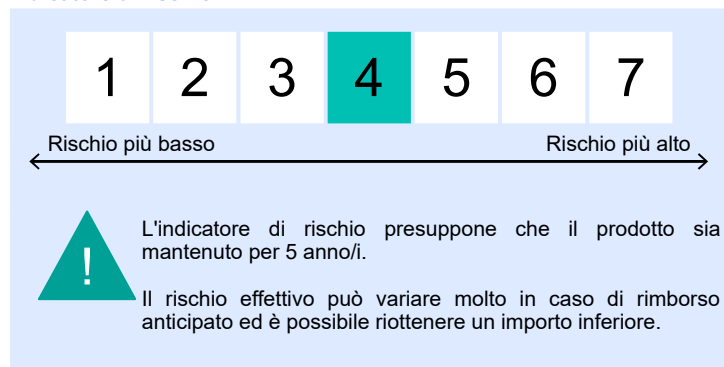 1 2 3 4 5 6 7
Rischio più basso Rischio più alto
!
L'indicatore di rischio presuppone che il prodotto sia
mantenuto per 5 anno/i.
Il rischio effettivo può variare molto in caso di rimborso
anticipato ed è possibile riottenere un importo inferiore.